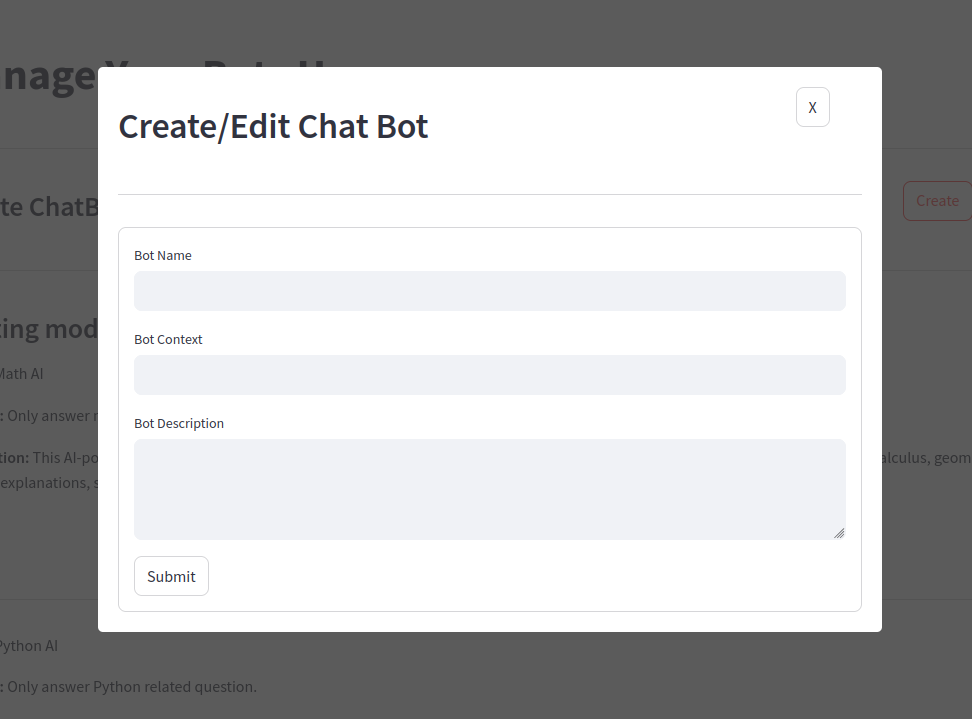 Create/Edit Chat Bot
X
Create
Bot Name
Bot Context
Bot Description
Submit
Math AI
: Only answer
tion: This AI-po
alculus, geom
explanations, s
Python AI
: Only answer Python related question.
te ChatB
ting mod
nage